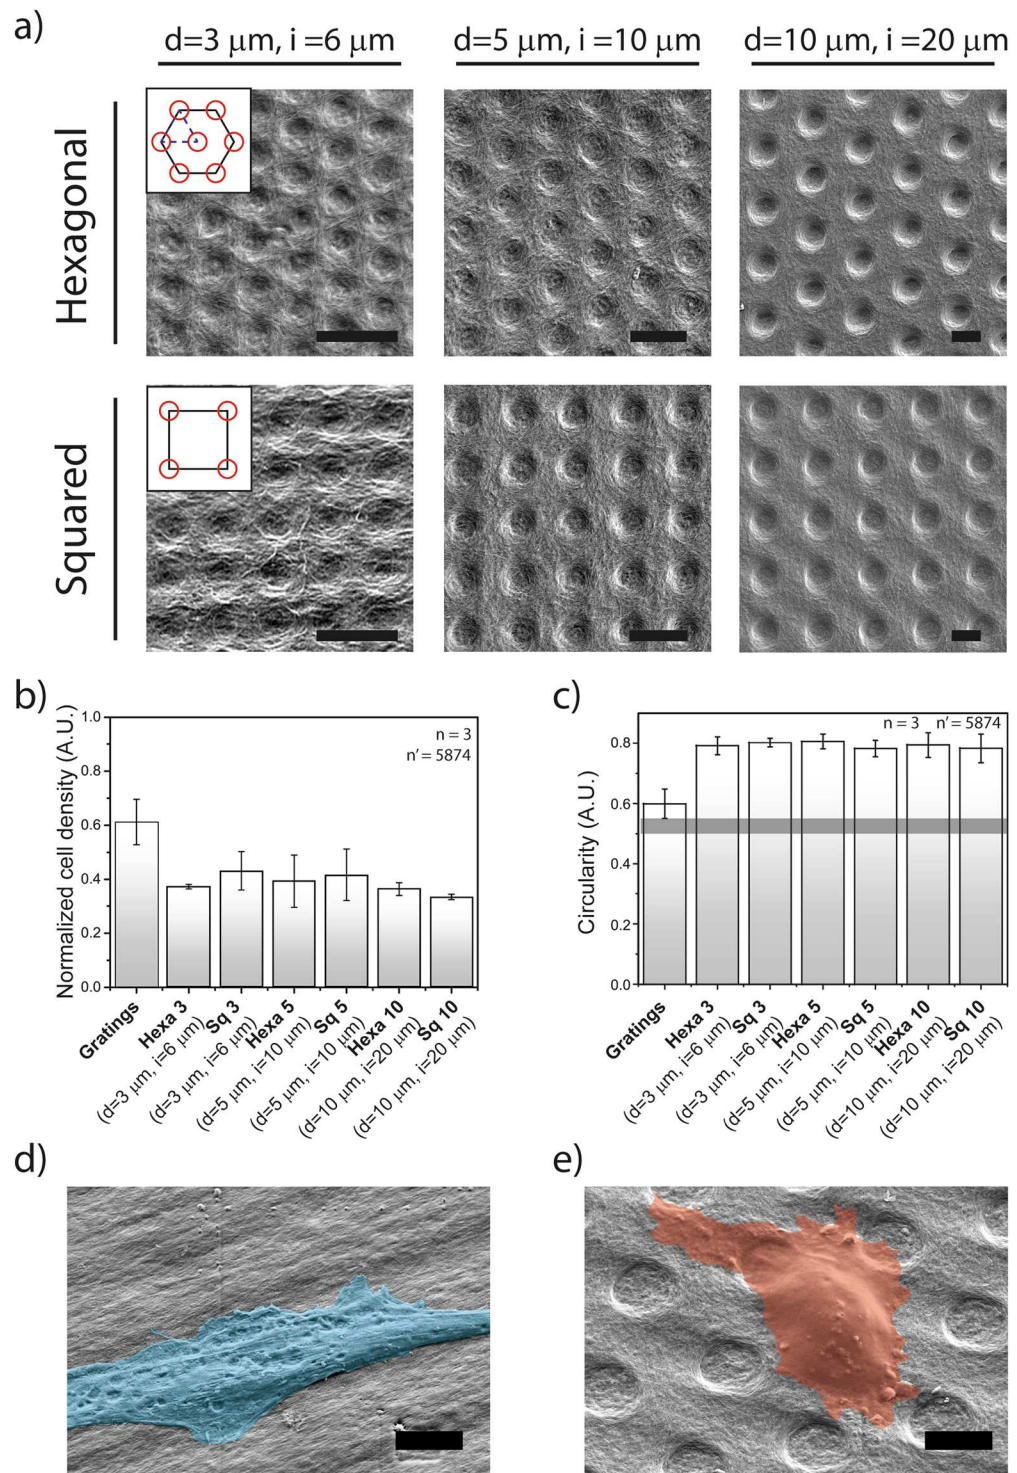 a)
d=3 μm, i =6 μm
d=5 μm, i =10 μm
d=10 μm, i =20 μm
Hexagonal
Squared
b)
Normalized cell density (A.U.)
1.0
0.8
0.6
0.4
0.2
0.0
n = 3
n' = 5874
Gratings
Hexa 3
(d=3 μm, i=6 μm)
Sq 3
(d=3 μm, i=6 μm)
Hexa 5
(d=5 μm, i=10 μm)
Sq 5
(d=5 μm, i=10 μm)
Hexa 10
(d=10 μm, i=20 μm)
Sq 10
(d=10 μm, i=20 μm)
c)
Circularity (A.U.)
0.8
0.6
0.4
0.2
0.0
n = 3 n' = 5874
Gratings
Hexa 3
(d=3 μm, i=6 μm)
Sq 3
(d=3 μm, i=6 μm)
Hexa 5
(d=5 μm, i=10 μm)
Sq 5
(d=5 μm, i=10 μm)
Hexa 10
(d=10 μm, i=20 μm)
Sq 10
(d=10 μm, i=20 μm)
d)
e)